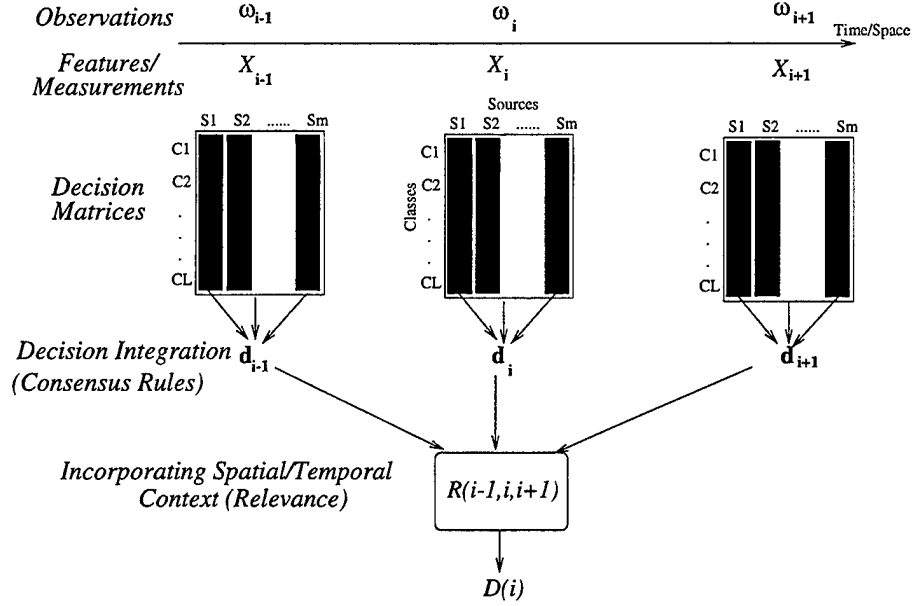 Observations ω i-1 ω i ω i+1
Time/Space
Features/ X i-1 X i X i+1
Measurements
Sources
S1 S2 ...... Sm S1 S2 ...... Sm S1 S2 ...... Sm
C1 C1
C2 C2 C2
Decision
Matrices
Classes
. . .
. . .
. . .
CL CL CL
Decision Integration d i-1 d i d i+1
(Consensus Rules)
Incorporating Spatial/Temporal
Context (Relevance)
R(i-1,i,i+1)
D(i)